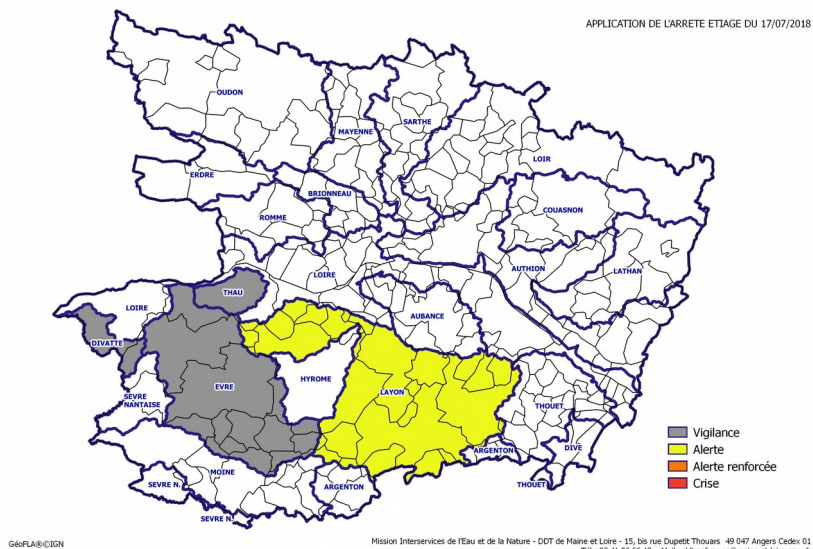 APPLICATION DE L'ARRETE ETIAGE DU 17/07/2018
OUDON
SARTHE
MAYENNE
LOIR
ERDRE
BRIONNEAU
COUASNON
ROMME
LOIRE
AUTHION
LATHAN
THAU
LOIRE
AUBANCE
DIVATTE
HYROME
EVRE
LAYON
SEVRE
NANTAISE
THOUET
DIVE
ARGENTON
MOINE
SEVRE N.
ARGENTON
THOUET
SEVRE N.
Vigilance
Alerte
Alerte renforcée
Crise
GéoFLA®©IGN
Mission Interservices de l'Eau et de la Nature - DDT de Maine et Loire - 15, bis rue Dupetit Thouars 49 047 Angers Cedex 01